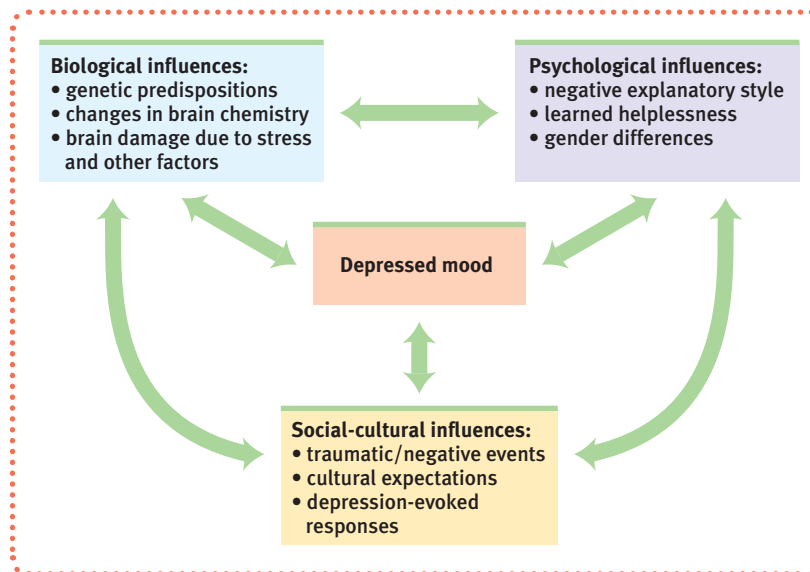 Biological influences:
• genetic predispositions
• changes in brain chemistry
• brain damage due to stress
and other factors
Psychological influences:
• negative explanatory style
• learned helplessness
• gender differences
Depressed mood
Social-cultural influences:
• traumatic/negative events
• cultural expectations
• depression-evoked
responses